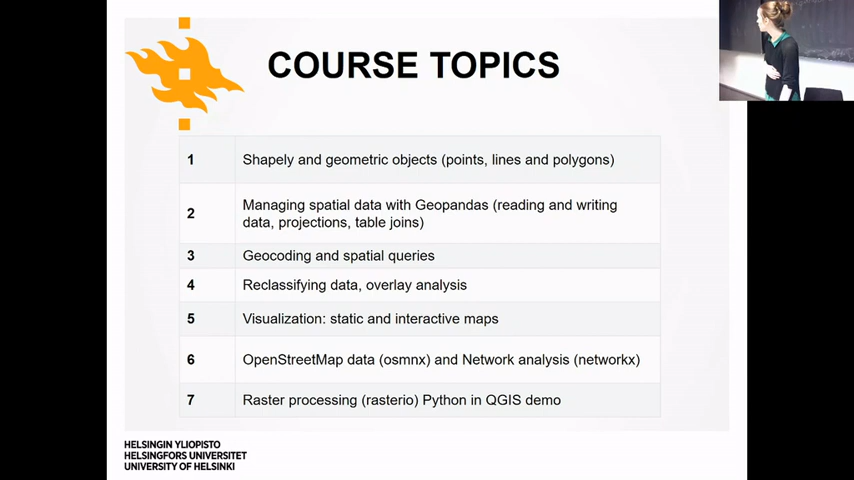 COURSE TOPICS
1 Shapely and geometric objects (points, lines and polygons)
2 Managing spatial data with Geopandas (reading and writing
data, projections, table joins)
3 Geocoding and spatial queries
4 Reclassifying data, overlay analysis
5 Visualization: static and interactive maps
6 OpenStreetMap data (osmnx) and Network analysis (networkx)
7 Raster processing (rasterio) Python in QGIS demo
HELSINGIN YLIOPISTO
HELSINGFORS UNIVERSITET
UNIVERSITY OF HELSINKI